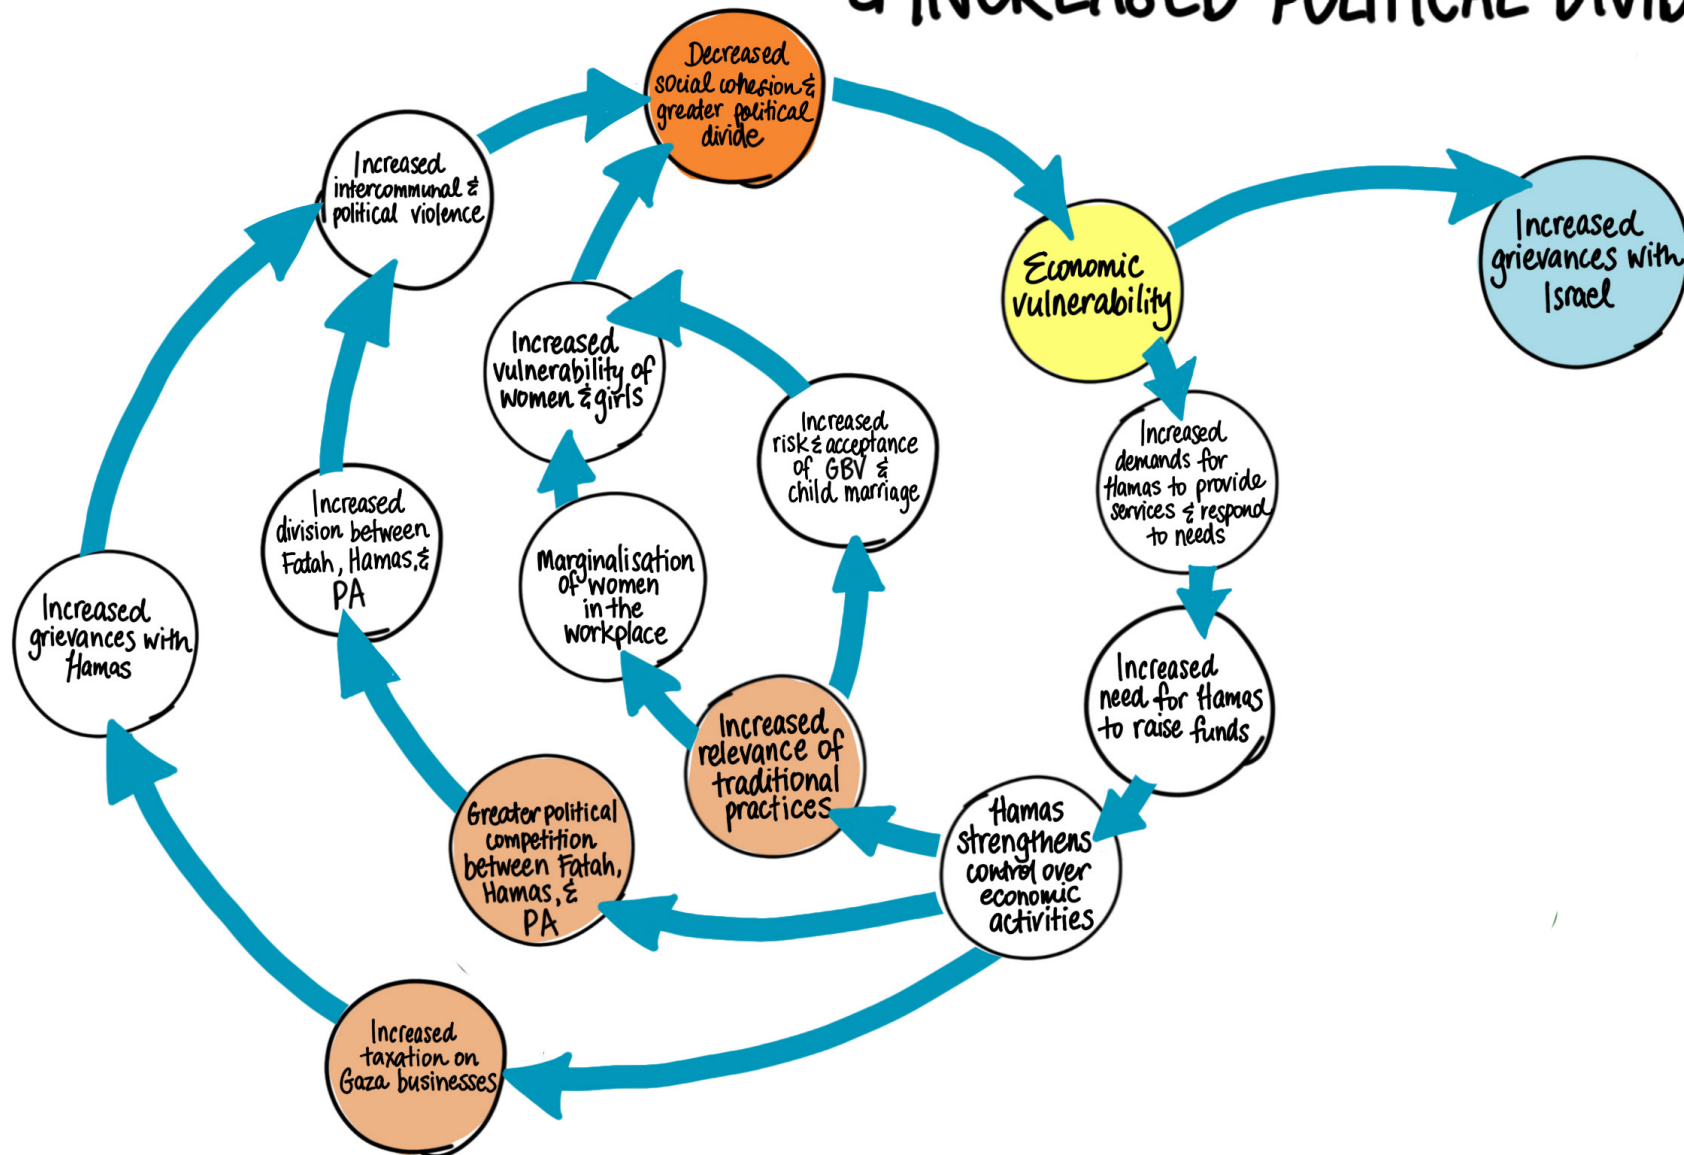 & INCREASED POLITICAL DIVID
Decreased
social cohesion &
greater political
divide
Increased
intercommunal &
political violence
Economic
vulnerability
Increased
grievances with
Israel
Increased
vulnerability of
women & girls
Increased
risk & acceptance
of GBV &
child marriage
Increased
demands for
Hamas to provide
services & respond
to needs
Increased
division between
Fatah, Hamas, &
PA
Marginalisation
of women
in the
workplace
Increased
grievances with
Hamas
Increased
need for Hamas
to raise funds
Increased
relevance of
traditional
practices
Greater political
competition
between Fatah,
Hamas, &
PA
Hamas
strengthens
control over
economic
activities
Increased
taxation on
Gaza businesses